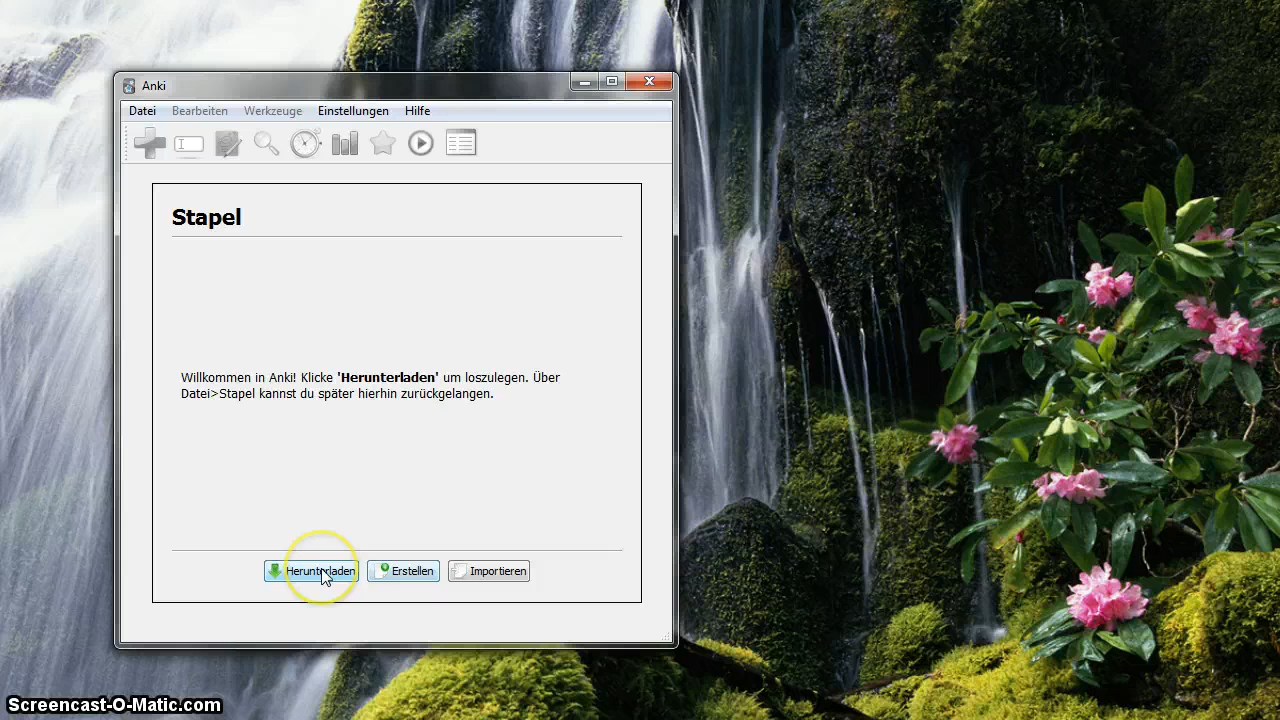 Anki
Datei Bearbeiten Werkzeuge Einstellungen Hilfe
Stapel
Willkommen in Anki! Klicke 'Herunterladen' um loszulegen. Über
Datei>Stapel kannst du später hierhin zurückgelangen.
Herunterladen Erstellen Importieren
Screencast-O-Matic.com